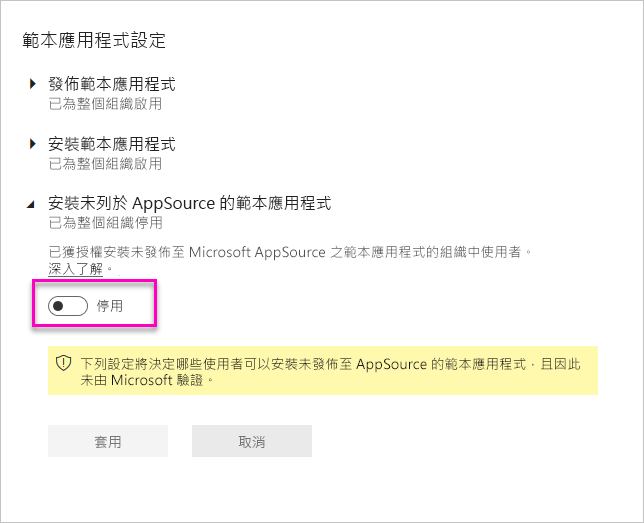 範本應用程式設定
發佈範本應用程式
已為整個組織啟用
安裝範本應用程式
已為整個組織啟用
安裝未列於 AppSource 的範本應用程式
已為整個組織停用
已獲授權安裝未發佈至 Microsoft AppSource 之範本應用程式的組織中使用者。
深入了解。
停用
下列設定將決定哪些使用者可以安裝未發佈至 AppSource 的範本應用程式，且因此
未由 Microsoft 驗證。
套用
取消